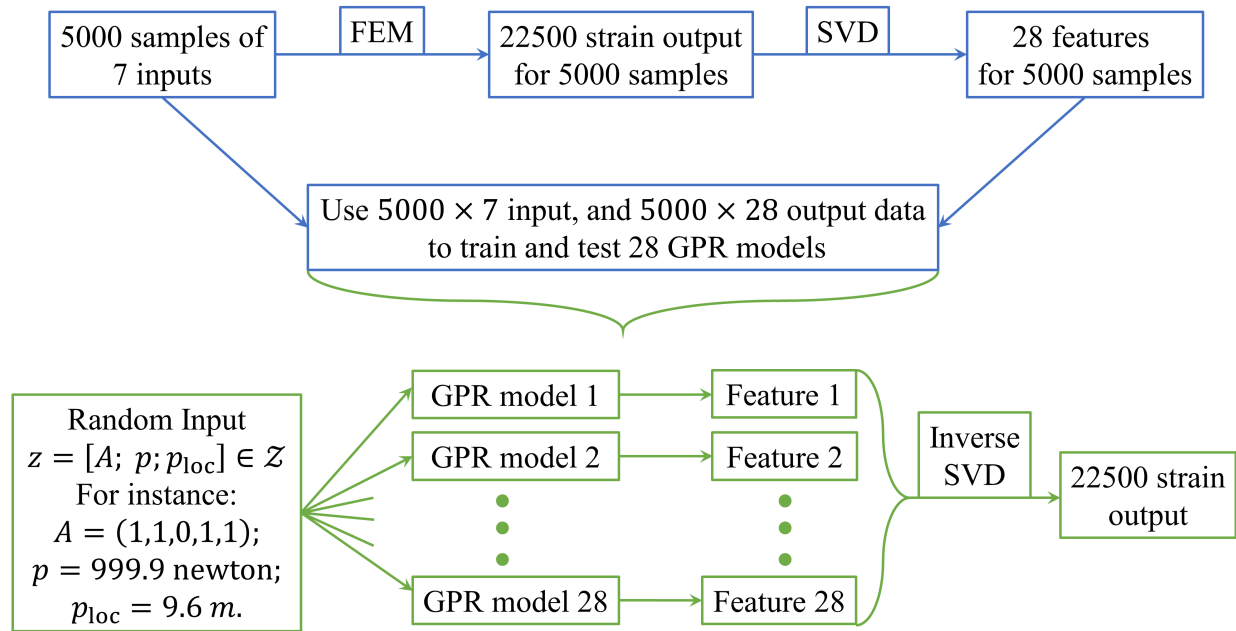 5000 samples of
7 inputs
FEM
22500 strain output
for 5000 samples
SVD
28 features
for 5000 samples
Use 5000 × 7 input, and 5000 × 28 output data
to train and test 28 GPR models
Random Input
z = [A; p; p_loc] ∈ 𝒵
For instance:
A = (1,1,0,1,1);
p = 999.9 newton;
p_loc = 9.6 m.
GPR model 1
Feature 1
GPR model 2
Feature 2
GPR model 28
Feature 28
Inverse
SVD
22500 strain
output